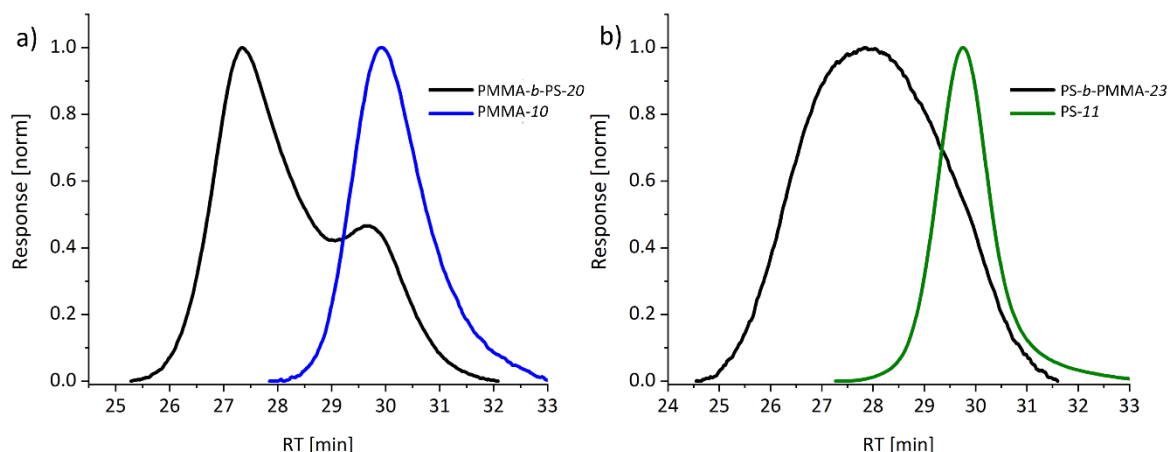 a)
PMMA-b-PS-20
PMMA-10
Response [norm]
1.0
0.8
0.6
0.4
0.2
0.0
25 26 27 28 29 30 31 32 33
RT [min]
b)
PS-b-PMMA-23
PS-11
Response [norm]
1.0
0.8
0.6
0.4
0.2
0.0
24 25 26 27 28 29 30 31 32 33
RT [min]